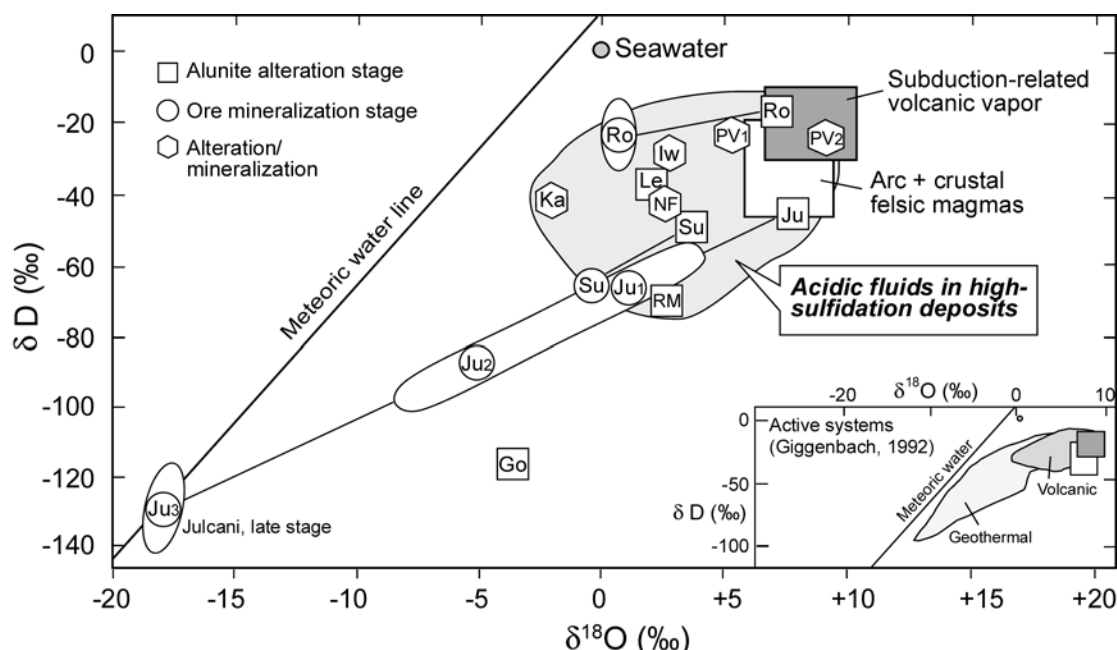 0
-20
-40
-60
-80
-100
-120
-140
δ D (‰)
Alunite alteration stage
Ore mineralization stage
Alteration/
mineralization
Meteoric water line
Seawater
Subduction-related
volcanic vapor
Arc + crustal
felsic magmas
Acidic fluids in high-
sulfidation deposits
Ro
Ro
PV1
PV2
Iw
Le
Ka
NF
Su
Ju
Su
Ju1
RM
Ju2
Go
Ju3
Julcani, late stage
-20
δ18O (‰)
0
10
0
-50
-100
δ D (‰)
Active systems
(Giggenbach, 1992)
Meteoric water
Volcanic
Geothermal
-20
-15
-10
-5
0
+5
+10
+15
+20
δ18O (‰)